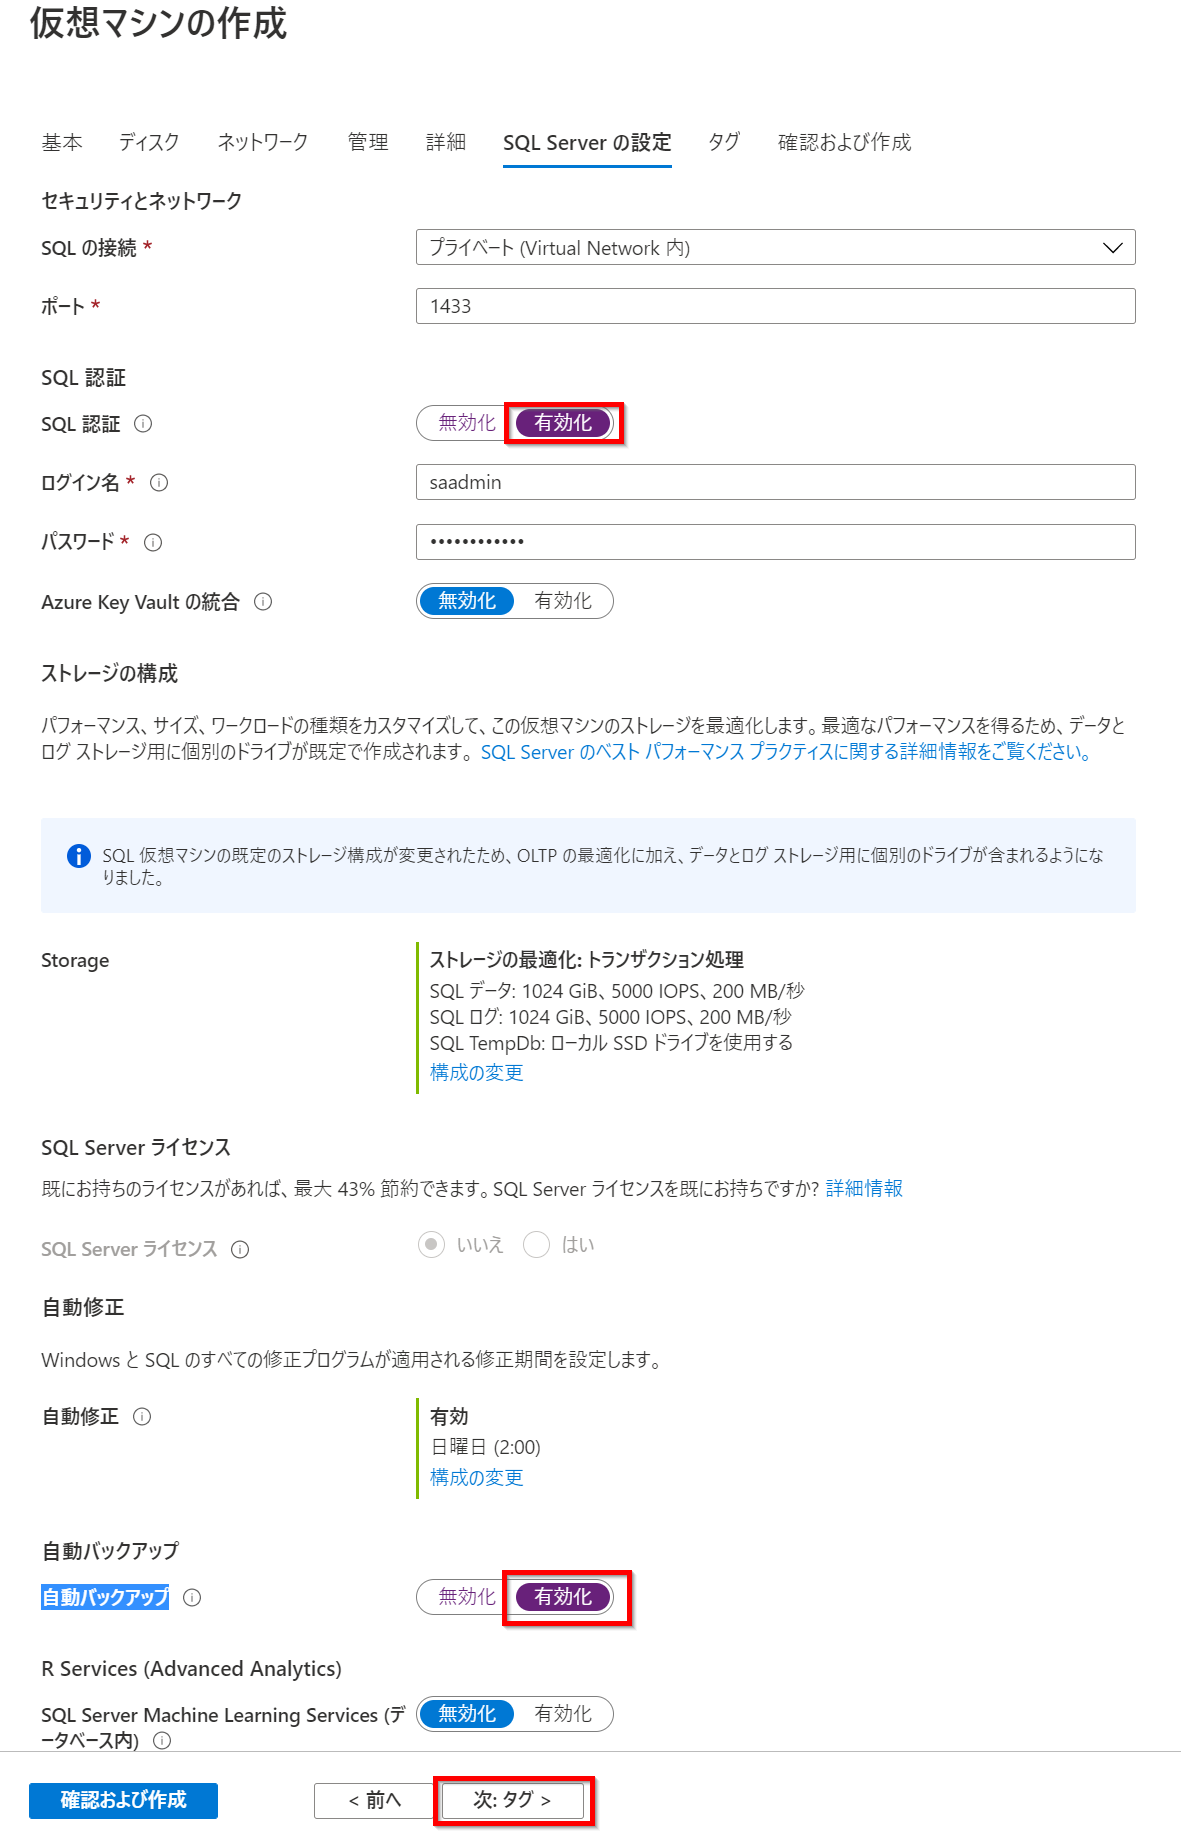 仮想マシンの作成
基本 ディスク ネットワーク 管理 詳細 SQL Server の設定 タグ 確認および作成
セキュリティとネットワーク
SQL の接続 * プライベート (Virtual Network 内)
ポート * 1433
SQL 認証
SQL 認証 無効化 有効化
ログイン名 * saadmin
パスワード * ••••••••••••
Azure Key Vault の統合 無効化 有効化
ストレージの構成
パフォーマンス、サイズ、ワークロードの種類をカスタマイズして、この仮想マシンのストレージを最適化します。最適なパフォーマンスを得るため、データと
ログ ストレージ用に個別のドライブが既定で作成されます。 SQL Server のベスト パフォーマンス プラクティスに関する詳細情報をご覧ください。
SQL 仮想マシンの既定のストレージ構成が変更されたため、OLTP の最適化に加え、データとログ ストレージ用に個別のドライブが含まれるようにな
りました。
Storage ストレージの最適化: トランザクション処理
SQL データ: 1024 GiB、5000 IOPS、200 MB/秒
SQL ログ: 1024 GiB、5000 IOPS、200 MB/秒
SQL TempDb: ローカル SSD ドライブを使用する
構成の変更
SQL Server ライセンス
既にお持ちのライセンスがあれば、最大 43% 節約できます。SQL Server ライセンスを既にお持ちですか? 詳細情報
SQL Server ライセンス いいえ はい
自動修正
Windows と SQL のすべての修正プログラムが適用される修正期間を設定します。
自動修正 有効
日曜日 (2:00)
構成の変更
自動バックアップ
自動バックアップ 無効化 有効化
R Services (Advanced Analytics)
SQL Server Machine Learning Services (デ 無効化 有効化
ータベース内)
確認および作成 < 前へ 次: タグ >